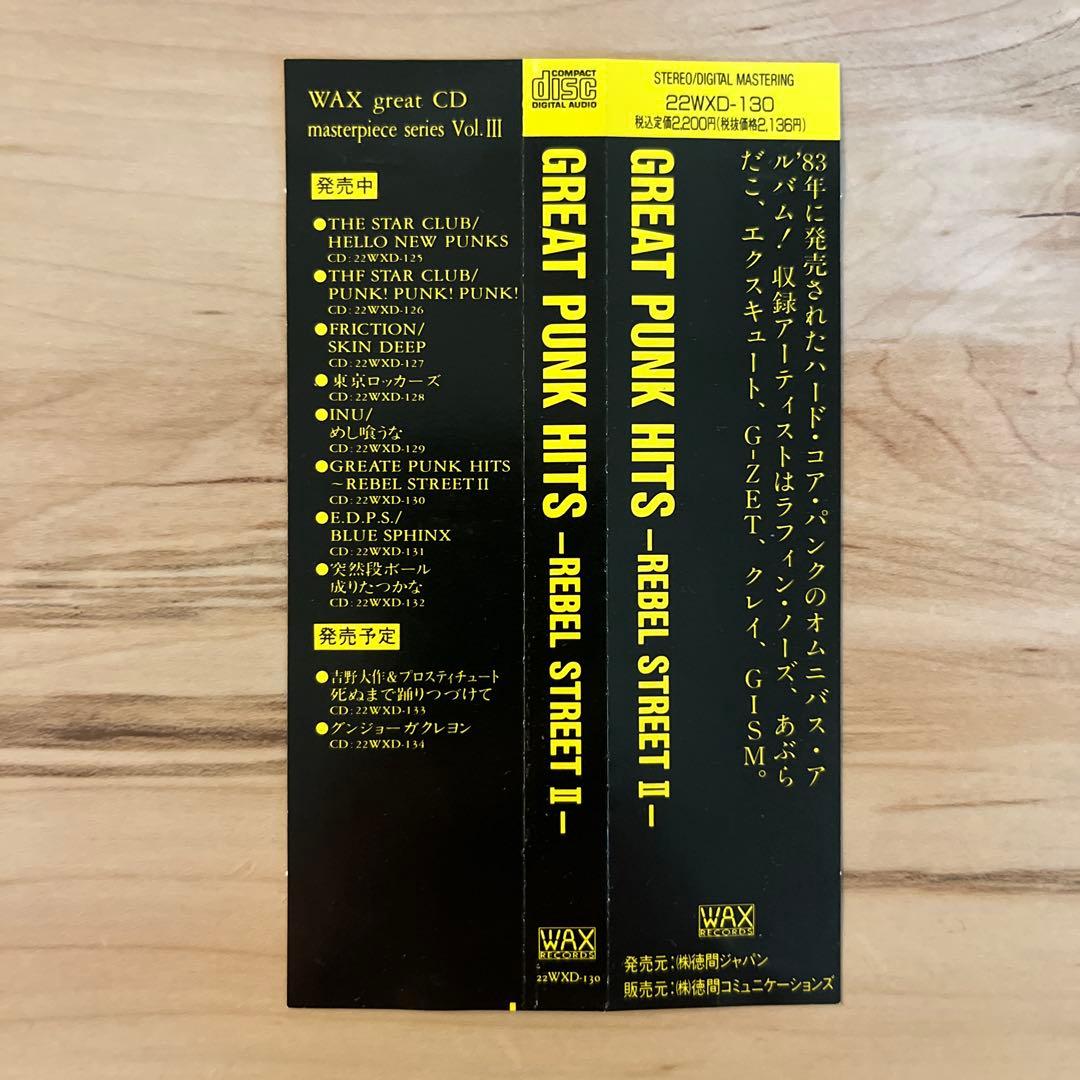 WAX great CD
masterpiece series Vol.III
発売中
●THE STAR CLUB/
HELLO NEW PUNKS
CD:22WXD-125
●THE STAR CLUB/
PUNK! PUNK! PUNK!
CD:22WXD-126
●FRICTION/
SKIN DEEP
CD:22WXD-127
●東京ロッカーズ
CD:22WXD-128
●INU/
めし喰うな
CD:22WXD-129
●GREATE PUNK HITS
~REBEL STREET II
CD:22WXD-130
●E.D.P.S./
BLUE SPHINX
CD:22WXD-131
●突然段ボール
成りたつかな
CD:22WXD-132
発売予定
●吉野大作&プロスティチュート
死ぬまで踊りつづけて
CD:22WXD-133
●グンジョーガクレヨン
CD:22WXD-134
COMPACT
disc
DIGITAL AUDIO
GREAT PUNK HITS -REBEL STREET II-
WAX
RECORDS
22WXD-130
STEREO/DIGITAL MASTERING
22WXD-130
税込定価2,200円(税抜価格2,136円)
'83年に発売されたハード・コア・パンクのオムニバス・ア
ルバム!収録アーティストはラフィン・ノーズ、あぶら
だこ、エクスキュート、G-ZET、クレイ、GISM。
GREAT PUNK HITS -REBEL STREET II-
WAX
RECORDS
発売元:(株)徳間ジャパン
販売元:(株)徳間コミュニケーションズ